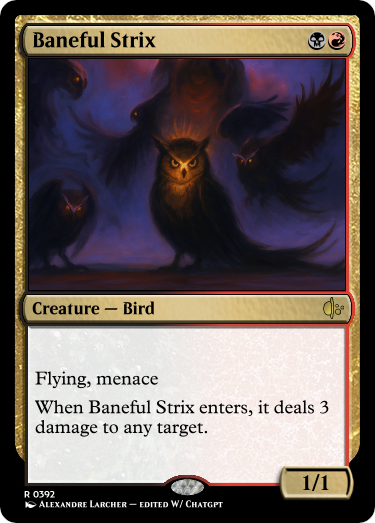 Baneful Strix
Creature — Bird
Flying, menace
When Baneful Strix enters, it deals 3
damage to any target.
1/1
R 0392
Alexandre Larcher — edited W/ Chatgpt